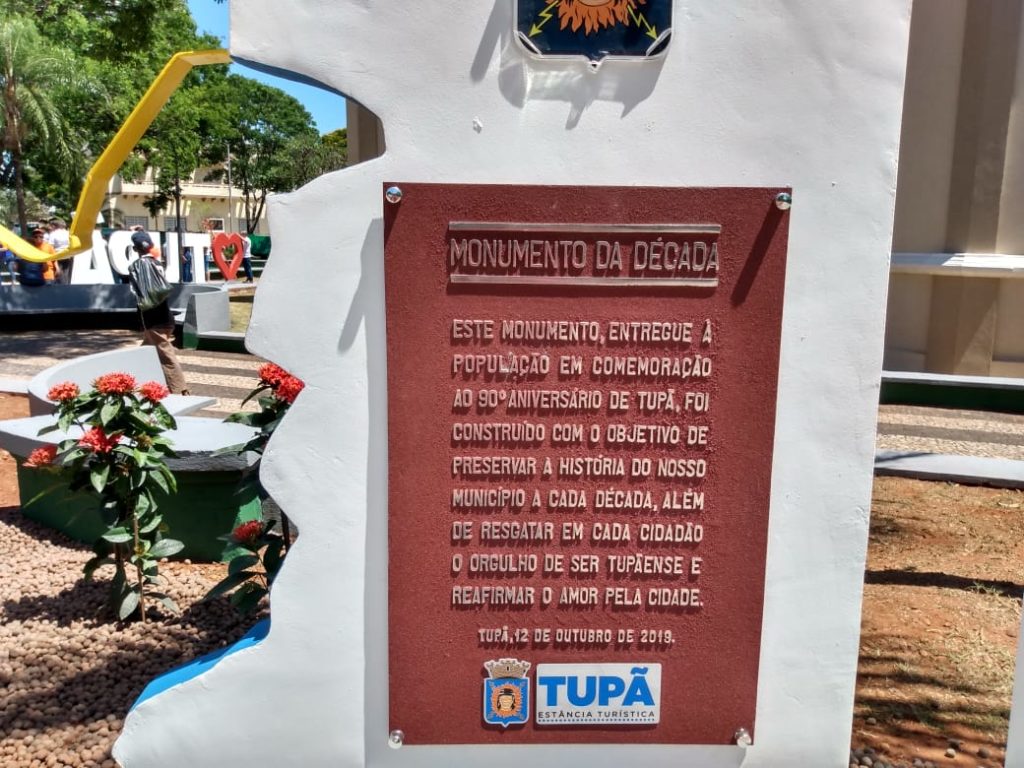 AQUI
MONUMENTO DA DÉCADA
ESTE MONUMENTO, ENTREGUE À
POPULAÇÃO EM COMEMORAÇÃO
AO 90º ANIVERSÁRIO DE TUPÃ, FOI
CONSTRUÍDO COM O OBJETIVO DE
PRESERVAR A HISTÓRIA DO NOSSO
MUNICÍPIO A CADA DÉCADA, ALÉM
DE RESGATAR EM CADA CIDADÃO
O ORGULHO DE SER TUPÃENSE E
REAFIRMAR O AMOR PELA CIDADE.
TUPÃ, 12 DE OUTUBRO DE 2019.
TUPÃ
ESTÂNCIA TURÍSTICA